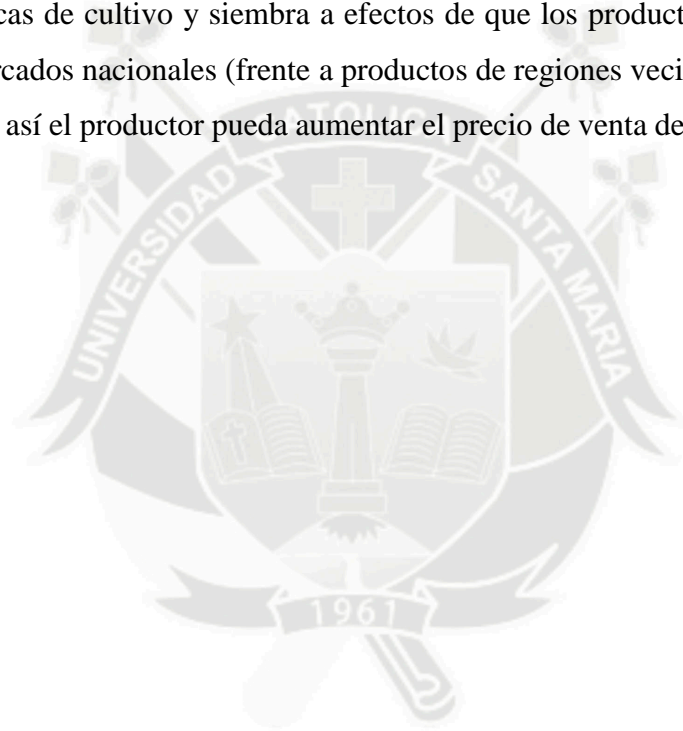 cas de cultivo y siembra a efectos de que los product
rcados nacionales (frente a productos de regiones veci
así el productor pueda aumentar el precio de venta de
UNIVERSIDAD CATOLICA SANTA MARIA
1961